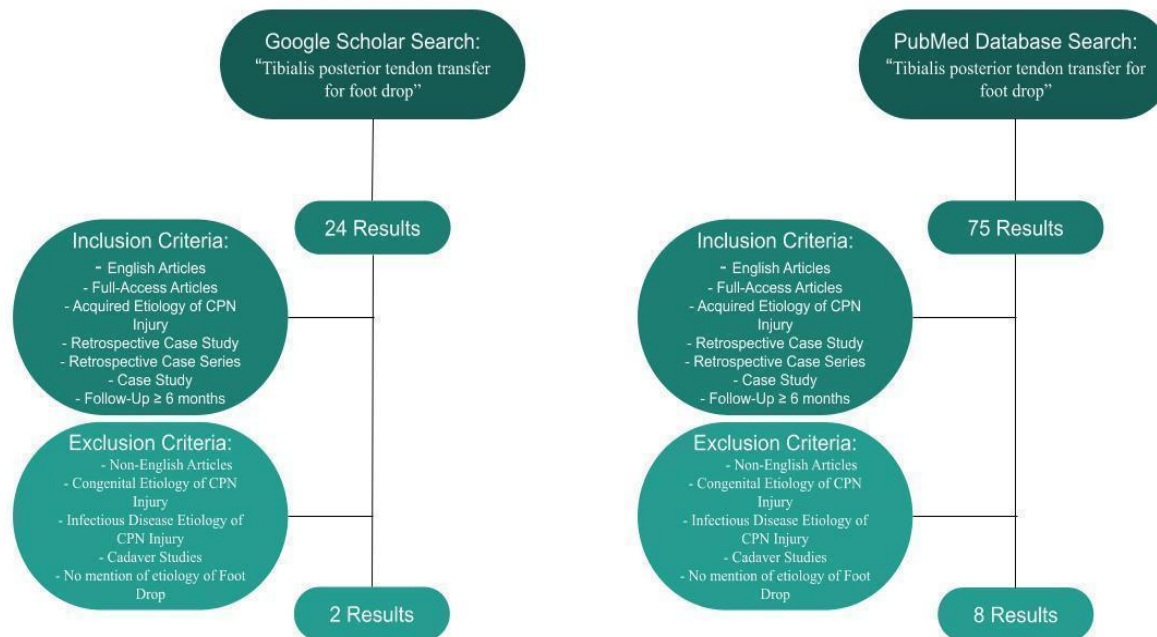 Google Scholar Search:
“Tibialis posterior tendon transfer
for foot drop”
24 Results
Inclusion Criteria:
- English Articles
- Full-Access Articles
- Acquired Etiology of CPN
Injury
- Retrospective Case Study
- Retrospective Case Series
- Case Study
- Follow-Up ≥ 6 months
Exclusion Criteria:
- Non-English Articles
- Congenital Etiology of CPN
Injury
- Infectious Disease Etiology of
CPN Injury
- Cadaver Studies
- No mention of etiology of Foot
Drop
2 Results
PubMed Database Search:
“Tibialis posterior tendon transfer for
foot drop”
75 Results
Inclusion Criteria:
- English Articles
- Full-Access Articles
- Acquired Etiology of CPN
Injury
- Retrospective Case Study
- Retrospective Case Series
- Case Study
- Follow-Up ≥ 6 months
Exclusion Criteria:
- Non-English Articles
- Congenital Etiology of CPN
Injury
- Infectious Disease Etiology of
CPN Injury
- Cadaver Studies
- No mention of etiology of Foot
Drop
8 Results